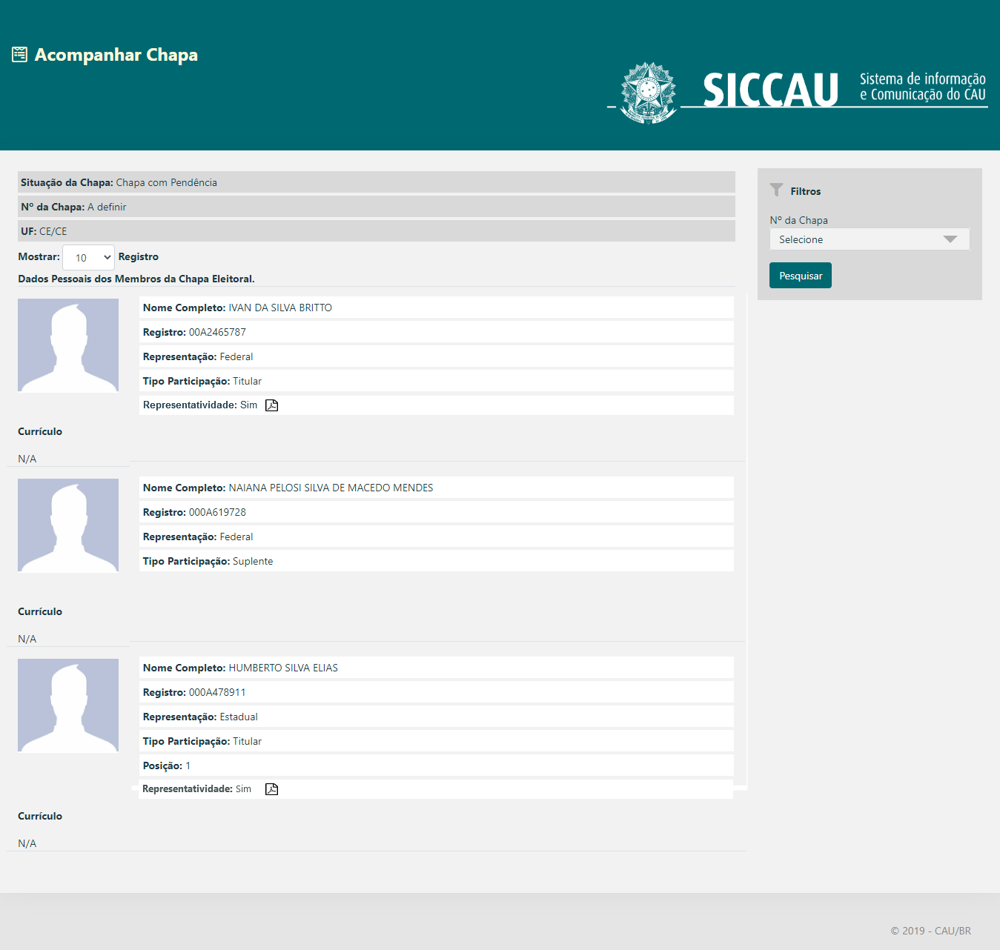 Acompanhar Chapa
SICCAU
Sistema de informação
e Comunicação do CAU
Situação da Chapa: Chapa com Pendência
Nº da Chapa: A definir
UF: CE/CE
Mostrar: 10 Registro
Dados Pessoais dos Membros da Chapa Eleitoral.
Nome Completo: IVAN DA SILVA BRITTO
Registro: 00A2465787
Representação: Federal
Tipo Participação: Titular
Representatividade: Sim
Currículo
N/A
Nome Completo: NAIANA PELOSI SILVA DE MACEDO MENDES
Registro: 000A619728
Representação: Federal
Tipo Participação: Suplente
Currículo
N/A
Nome Completo: HUMBERTO SILVA ELIAS
Registro: 000A478911
Representação: Estadual
Tipo Participação: Titular
Posição: 1
Representatividade: Sim
Currículo
N/A
Filtros
Nº da Chapa
Selecione
Pesquisar
© 2019 - CAU/BR